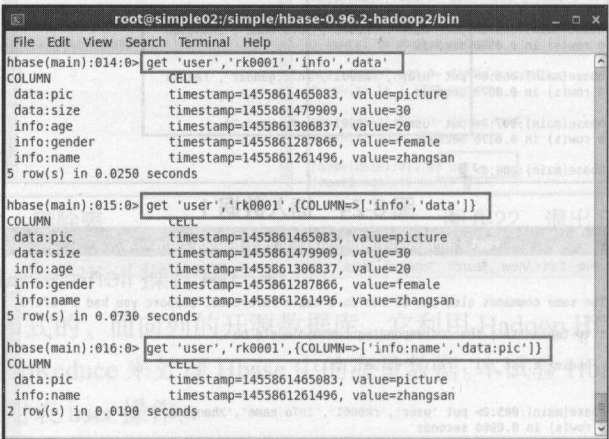 root@simple02:/simple/hbase-0.96.2-hadoop2/bin
File Edit View Search Terminal Help
hbase(main):014:0> get 'user','rk0001','info','data'
COLUMN CELL
data:pic timestamp=1455861465083, value=picture
data:size timestamp=1455861479909, value=30
info:age timestamp=1455861306837, value=20
info:gender timestamp=1455861287866, value=female
info:name timestamp=1455861261496, value=zhangsan
5 row(s) in 0.0250 seconds
hbase(main):015:0> get 'user','rk0001',{COLUMN=>['info','data']}
COLUMN CELL
data:pic timestamp=1455861465083, value=picture
data:size timestamp=1455861479909, value=30
info:age timestamp=1455861306837, value=20
info:gender timestamp=1455861287866, value=female
info:name timestamp=1455861261496, value=zhangsan
5 row(s) in 0.0730 seconds
hbase(main):016:0> get 'user','rk0001',{COLUMN=>['info:name','data:pic']}
COLUMN CELL
data:pic timestamp=1455861465083, value=picture
info:name timestamp=1455861261496, value=zhangsan
2 row(s) in 0.0190 seconds